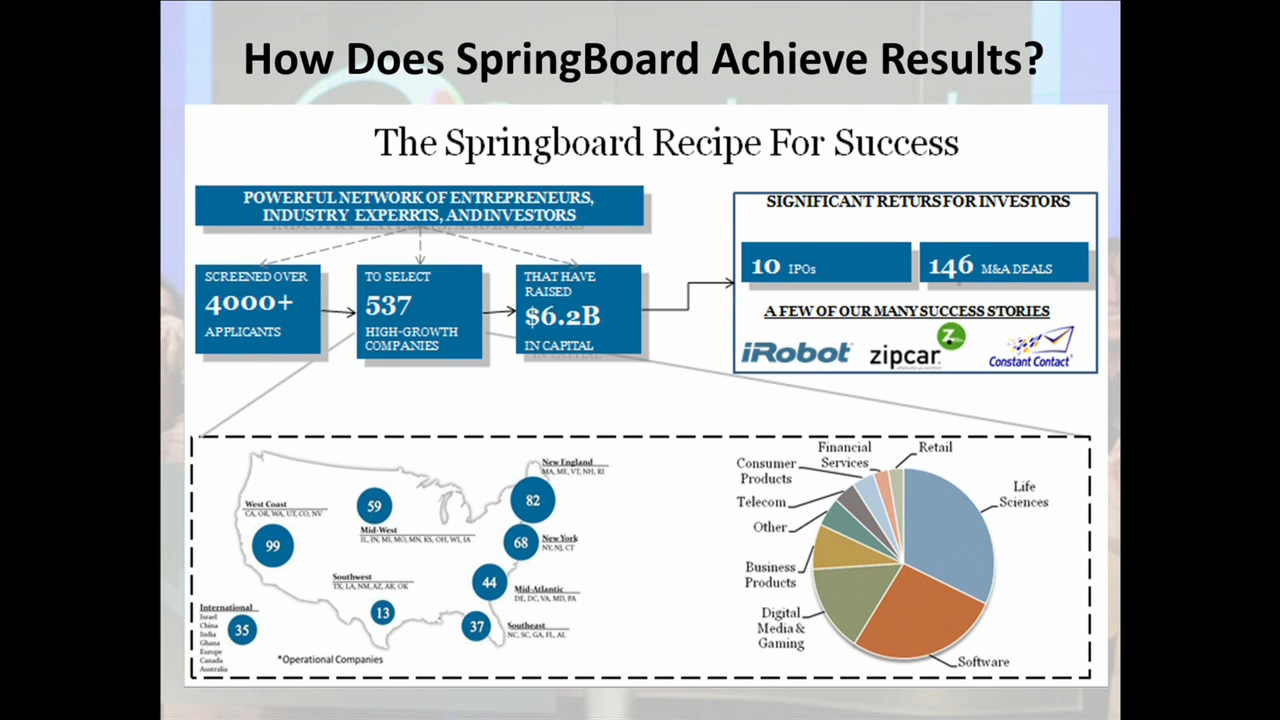 How Does SpringBoard Achieve Results?
The Springboard Recipe For Success
POWERFUL NETWORK OF ENTREPRENEURS,
INDUSTRY EXPERRTS, AND INVESTORS
SCREENED OVER
4000+
APPLICANTS
TO SELECT
537
HIGH-GROWTH
COMPANIES
THAT HAVE
RAISED
$6.2B
IN CAPITAL
SIGNIFICANT RETURS FOR INVESTORS
10 IPOs
146 M&A DEALS
A FEW OF OUR MANY SUCCESS STORIES
iRobot
zipcar
Z
Constant Contact
New England
MA, ME, VT, NH, RI
82
West Coast
CA, OR, WA, UT, CO, NV
99
59
Mid-West
IL, IN, MI, MO, MN, KS, OH, WI, IA
68
New York
NY, NJ, CT
Southwest
TX, LA, NM, AZ, AR, OK
13
44
Mid-Atlantic
DE, DC, VA, MD, PA
37
Southeast
NC, SC, GA, FL, AL
International
Israel
China
India
Ghana
Europe
Canada
Australia
35
*Operational Companies
Financial
Services
Retail
Consumer
Products
Life
Sciences
Telecom
Other
Business
Products
Digital
Media &
Gaming
Software